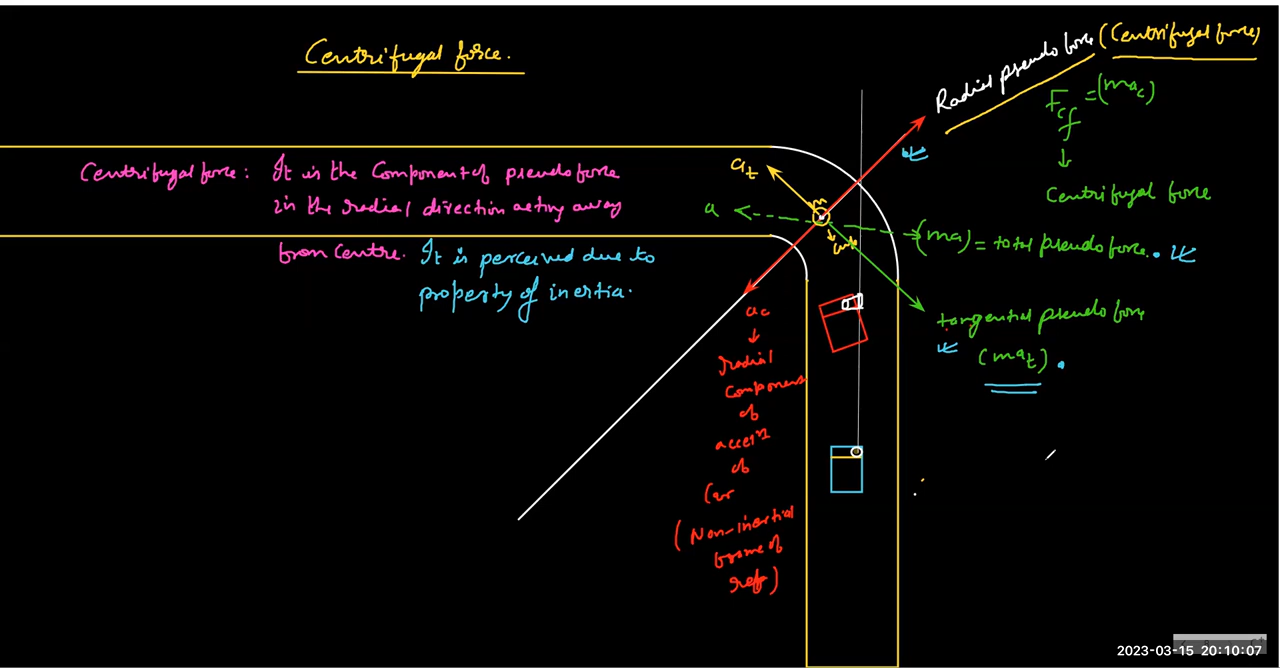 Centrifugal force.
Radial pseudo force (Centrifugal force)
F_cf = (ma_c)
↓
Centrifugal force
Centrifugal force : It is the Component of pseudo force
in the radial direction acting away
from Centre. It is perceived due to
property of inertia.
a_t
m
a
car
(ma) = total pseudo force.
tangential pseudo force
(ma_t).
a_c
↓
radial
component
of
accel^n
of
Car
(Non-inertial
frame of
ref)
2023-03-15 20:10:07